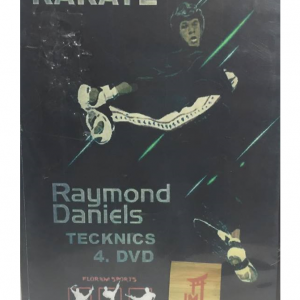 KARATE
Raymond
Daniels
TECKNICS
4. DVD